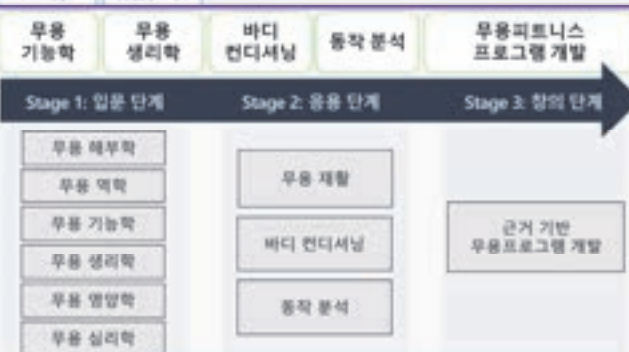 무용
기능학
무용
생리학
바디
컨디셔닝
동작 분석
무용피트니스
프로그램 개발
Stage 1: 입문 단계
Stage 2: 응용 단계
Stage 3: 창의 단계
무용 해부학
무용 역학
무용 기능학
무용 생리학
무용 영양학
무용 심리학
무용 재활
바디 컨디셔닝
동작 분석
근거 기반
무용프로그램 개발